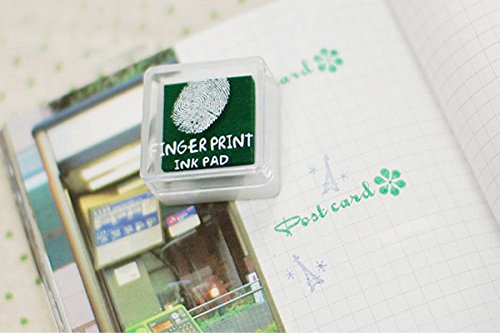 card
FINGER PRINT
INK PAD
Post card